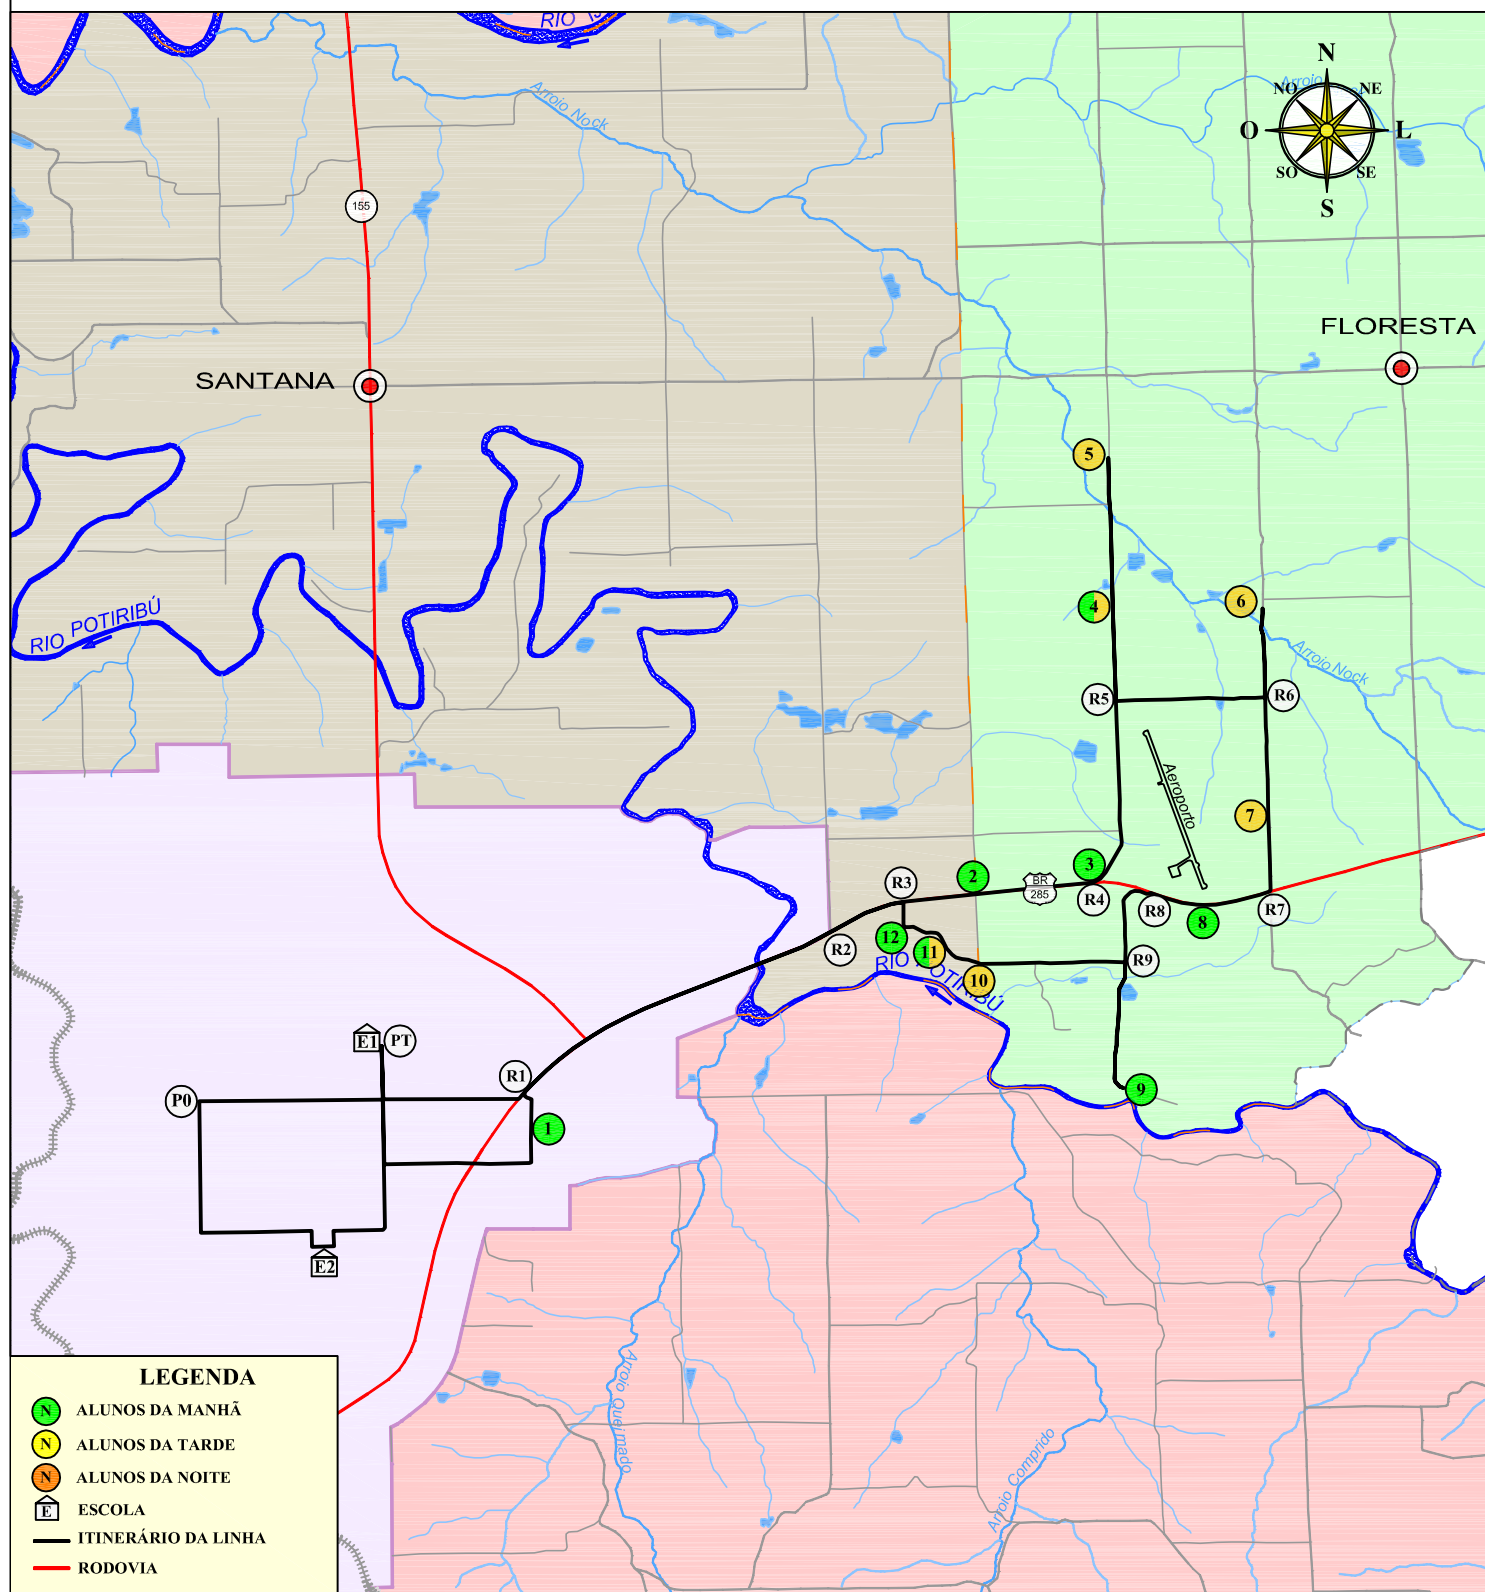 RIO
Arroio Nock
Arroio
N
NO
NE
O
L
SO
SE
S
155
FLORESTA
SANTANA
5
4
6
RIO POTIRIBÚ
Arroio Nock
R5
R6
Aeroporto
7
3
2
BR
285
R3
R4
R8
R7
8
12
11
R2
R9
RIO POTIRIBÚ
10
E1
PT
R1
P0
9
1
E2
Arroio Queimado
Arroio Comprido
LEGENDA
N ALUNOS DA MANHÃ
N ALUNOS DA TARDE
N ALUNOS DA NOITE
E ESCOLA
ITINERÁRIO DA LINHA
RODOVIA